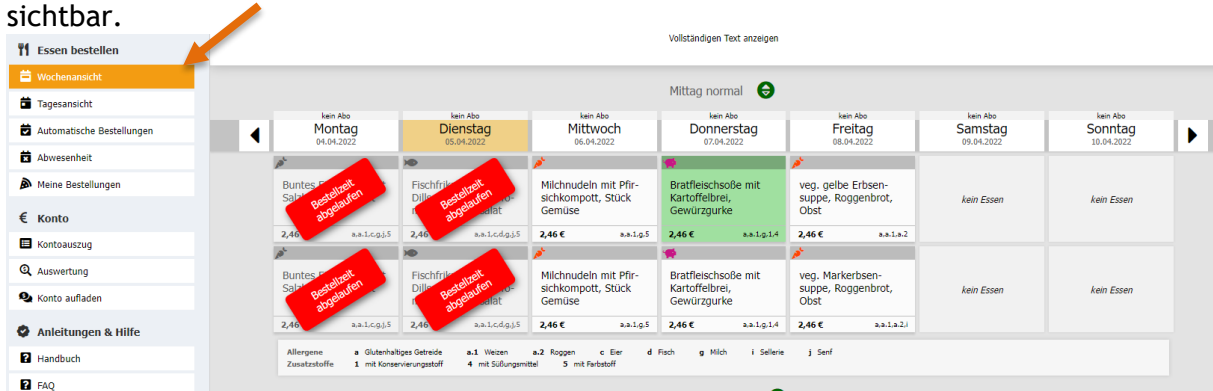 sichtbar.
Essen bestellen
Wochenansicht
Tagesansicht
Automatische Bestellungen
Abwesenheit
Meine Bestellungen
€ Konto
Kontoauszug
Auswertung
Konto aufladen
Anleitungen & Hilfe
Handbuch
FAQ
Vollständigen Text anzeigen
Mittag normal
kein Abo kein Abo kein Abo kein Abo kein Abo kein Abo kein Abo
Montag Dienstag Mittwoch Donnerstag Freitag Samstag Sonntag
04.04.2022 05.04.2022 06.04.2022 07.04.2022 08.04.2022 09.04.2022 10.04.2022
Buntes
Bestellzeit
abgelaufen
2,46 a,a.1,c,g,j,5
Bestellzeit
abgelaufen
2,46 a,a.1,c,d,g,j,5
Milchnudeln mit Pfir-
sichkompott, Stück
Gemüse
2,46 € a,a.1,g,5
Bratfleischsoße mit
Kartoffelbrei,
Gewürzgurke
2,46 € a,a.1,g,1,4
veg. gelbe Erbsen-
suppe, Roggenbrot,
Obst
2,46 € a,a.1,a.2
kein Essen
kein Essen
Buntes
Bestellzeit
abgelaufen
2,46 a,a.1,c,g,j,5
Bestellzeit
abgelaufen
2,46 a,a.1,c,d,g,j,5
Milchnudeln mit Pfir-
sichkompott, Stück
Gemüse
2,46 € a,a.1,g,5
Bratfleischsoße mit
Kartoffelbrei,
Gewürzgurke
2,46 € a,a.1,g,1,4
veg. Markerbsen-
suppe, Roggenbrot,
Obst
2,46 € a,a.1,a.2,i
kein Essen
kein Essen
Allergene a Glutenhaltiges Getreide a.1 Weizen a.2 Roggen c Eier d Fisch g Milch i Sellerie j Senf
Zusatzstoffe 1 mit Konservierungsstoff 4 mit Süßungsmittel 5 mit Farbstoff